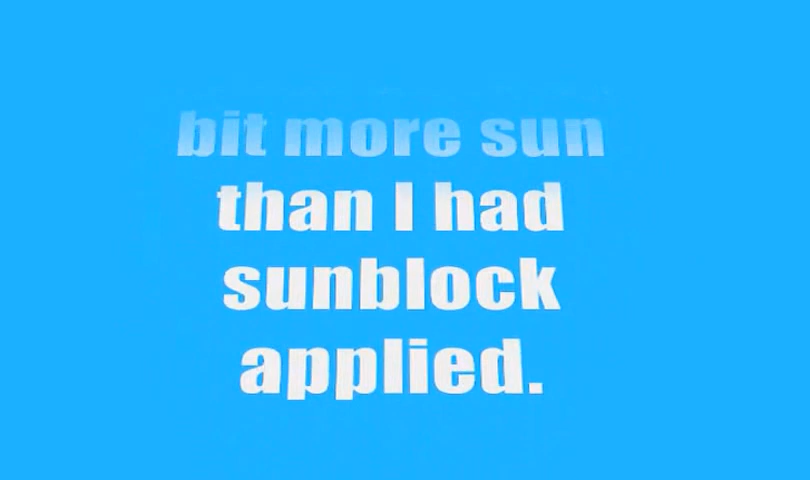 bit more sun
than I had
sunblock
applied.